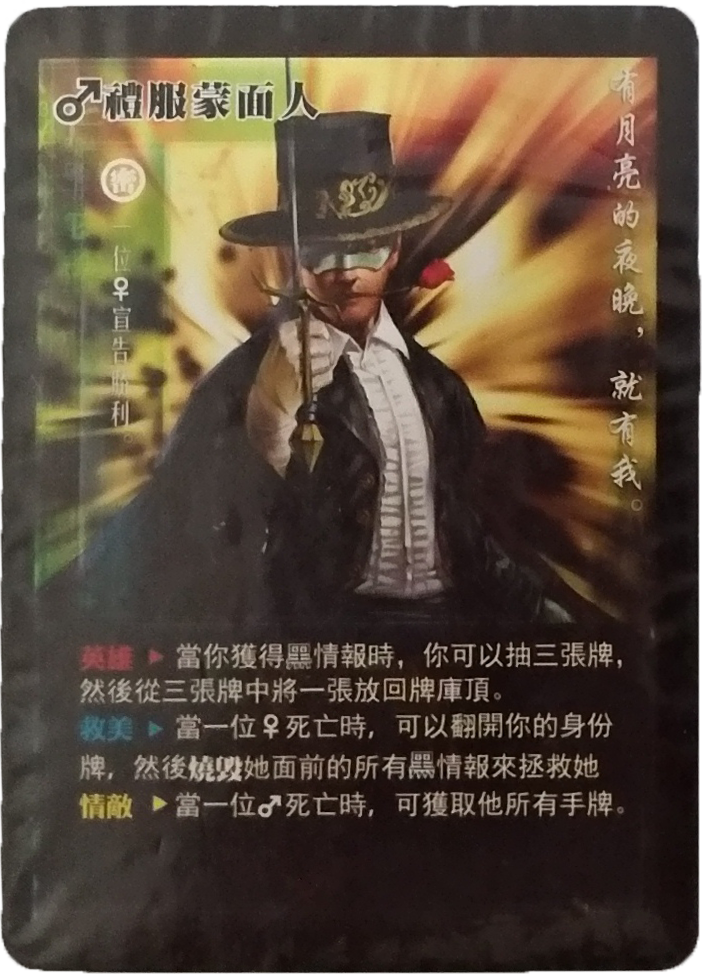 ♂禮服蒙面人
密
一位♀宣告勝利。
有月亮的夜晚，就有我。
英雄 ▶ 當你獲得黑情報時，你可以抽三張牌，
然後從三張牌中將一張放回牌庫頂。
救美 ▶ 當一位♀死亡時，可以翻開你的身份
牌，然後燒毀她面前的所有黑情報來拯救她
情敵 ▶ 當一位♂死亡時，可獲取他所有手牌。